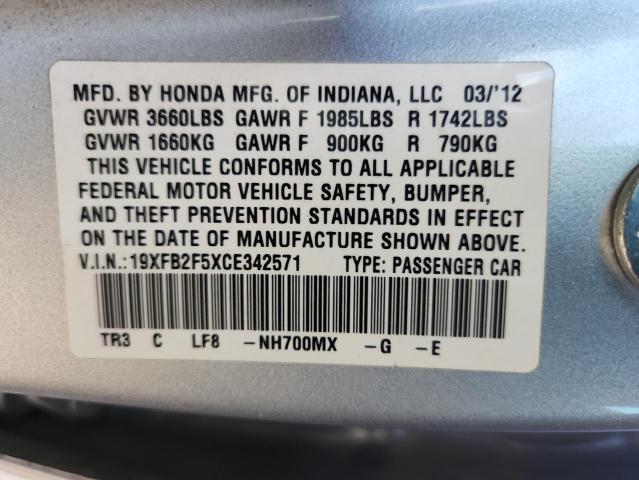 MFD. BY HONDA MFG. OF INDIANA, LLC 03/'12
GVWR 3660LBS GAWR F 1985LBS R 1742LBS
GVWR 1660KG GAWR F 900KG R 790KG
THIS VEHICLE CONFORMS TO ALL APPLICABLE
FEDERAL MOTOR VEHICLE SAFETY, BUMPER,
AND THEFT PREVENTION STANDARDS IN EFFECT
ON THE DATE OF MANUFACTURE SHOWN ABOVE.
V.I.N.:19XFB2F5XCE342571 TYPE: PASSENGER CAR
TR3 C LF8 -NH700MX -G -E